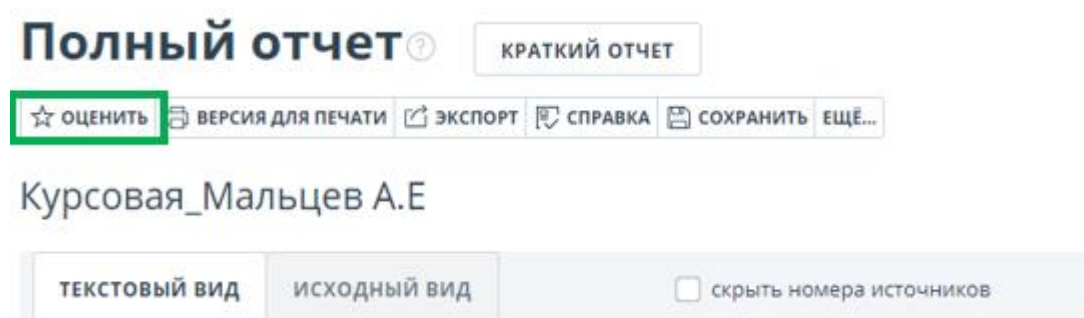 Полный отчет ? КРАТКИЙ ОТЧЕТ
ОЦЕНИТЬ ВЕРСИЯ ДЛЯ ПЕЧАТИ ЭКСПОРТ СПРАВКА СОХРАНИТЬ ЕЩЁ...
Курсовая_Мальцев А.Е
ТЕКСТОВЫЙ ВИД ИСХОДНЫЙ ВИД скрыть номера источников